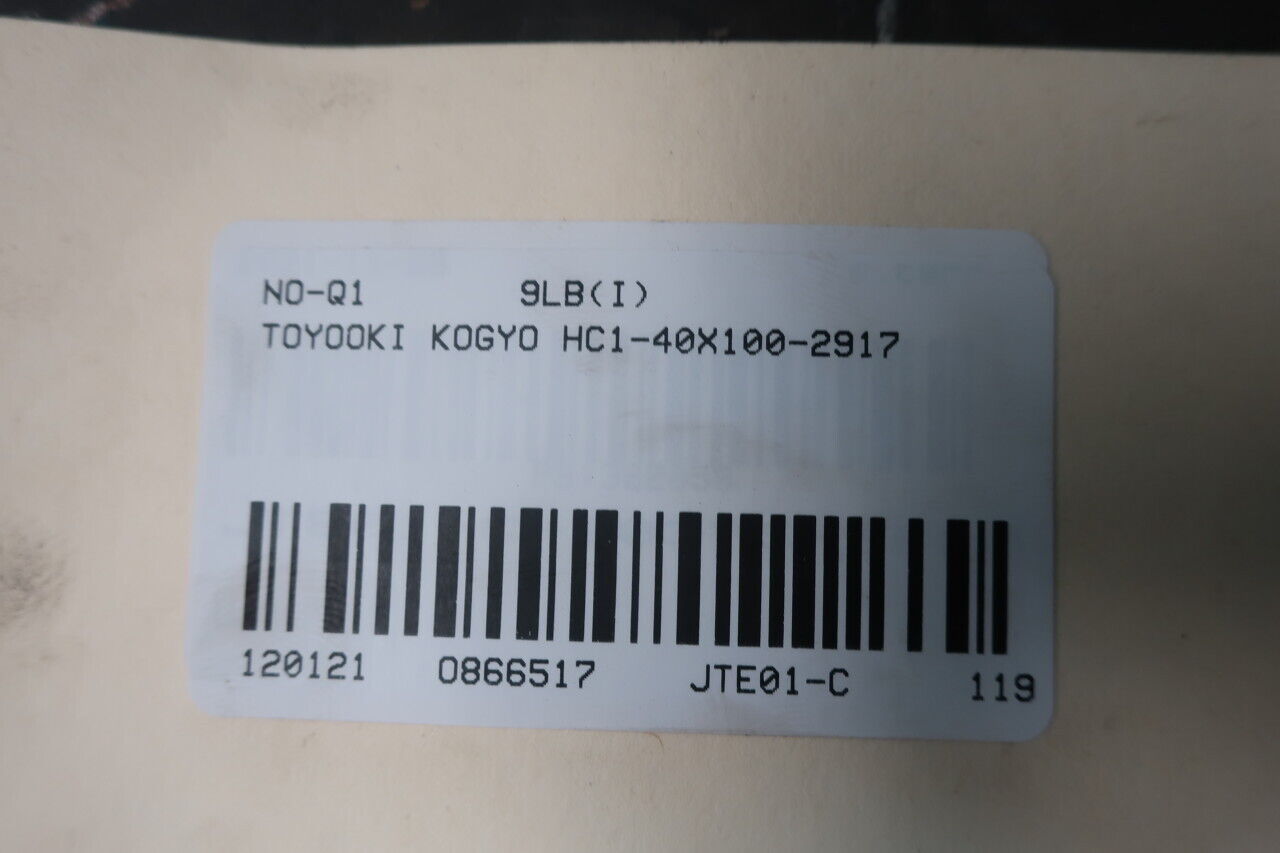 NO-Q1 9LB(I)
TOYOOKI KOGYO HC1-40X100-2917
120121 0866517 JTE01-C 119